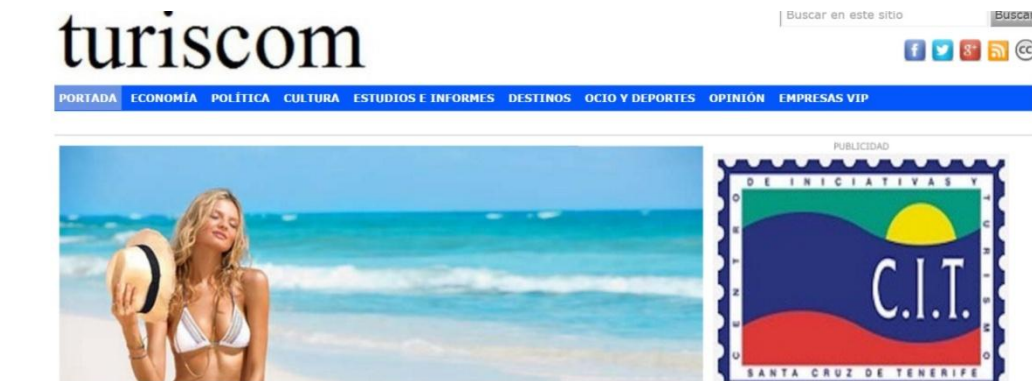 turiscom
Buscar en este sitio
Buscar
PORTADA ECONOMÍA POLÍTICA CULTURA ESTUDIOS E INFORMES DESTINOS OCIO Y DEPORTES OPINIÓN EMPRESAS VIP
PUBLICIDAD
CENTRO DE INICIATIVAS Y TURISMO
C.I.T.
SANTA CRUZ DE TENERIFE